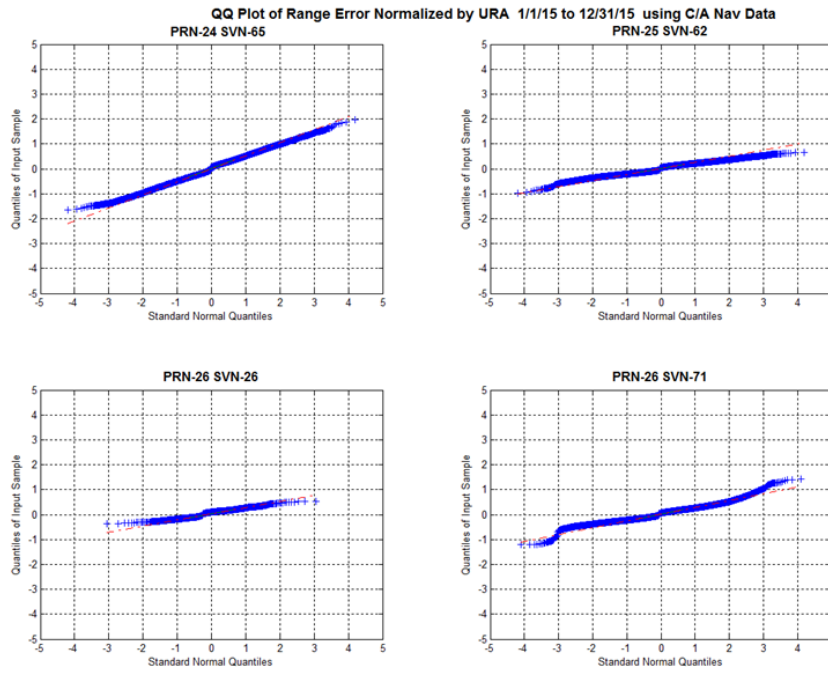 QQ Plot of Range Error Normalized by URA 1/1/15 to 12/31/15 using C/A Nav Data
PRN-24 SVN-65
5
4
3
2
1
0
-1
-2
-3
-4
-5
Quantiles of Input Sample
-5 -4 -3 -2 -1 0 1 2 3 4 5
Standard Normal Quantiles
PRN-25 SVN-62
5
4
3
2
1
0
-1
-2
-3
-4
-5
Quantiles of Input Sample
-5 -4 -3 -2 -1 0 1 2 3 4
Standard Normal Quantiles
PRN-26 SVN-26
5
4
3
2
1
0
-1
-2
-3
-4
-5
Quantiles of Input Sample
-5 -4 -3 -2 -1 0 1 2 3 4 5
Standard Normal Quantiles
PRN-26 SVN-71
5
4
3
2
1
0
-1
-2
-3
-4
-5
Quantiles of Input Sample
-5 -4 -3 -2 -1 0 1 2 3 4
Standard Normal Quantiles